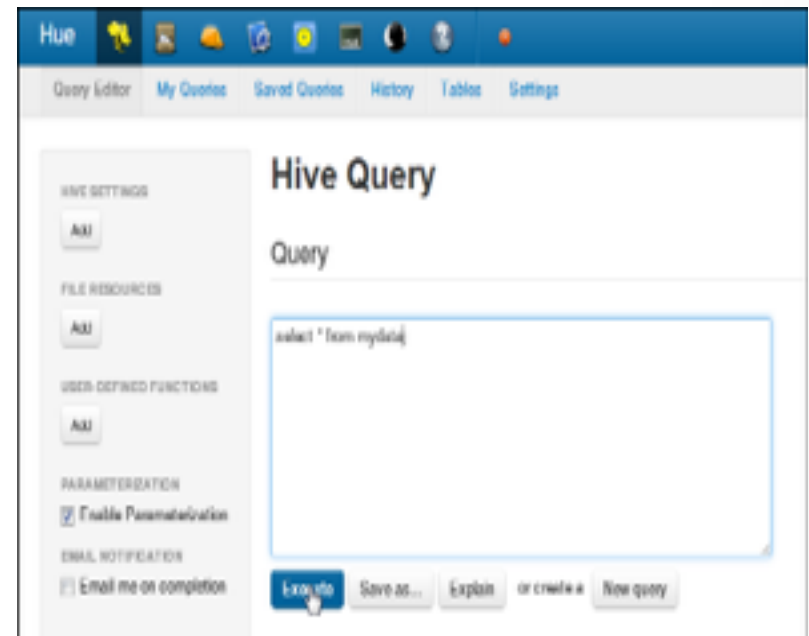 Hue
Query Editor My Queries Saved Queries History Tables Settings
HIVE SETTINGS
Add
FILE RESOURCES
Add
USER-DEFINED FUNCTIONS
Add
PARAMETERIZATION
Enable Parameterization
EMAIL NOTIFICATION
Email me on completion
Hive Query
Query
select * from mydata
Execute Save as... Explain or create a New query